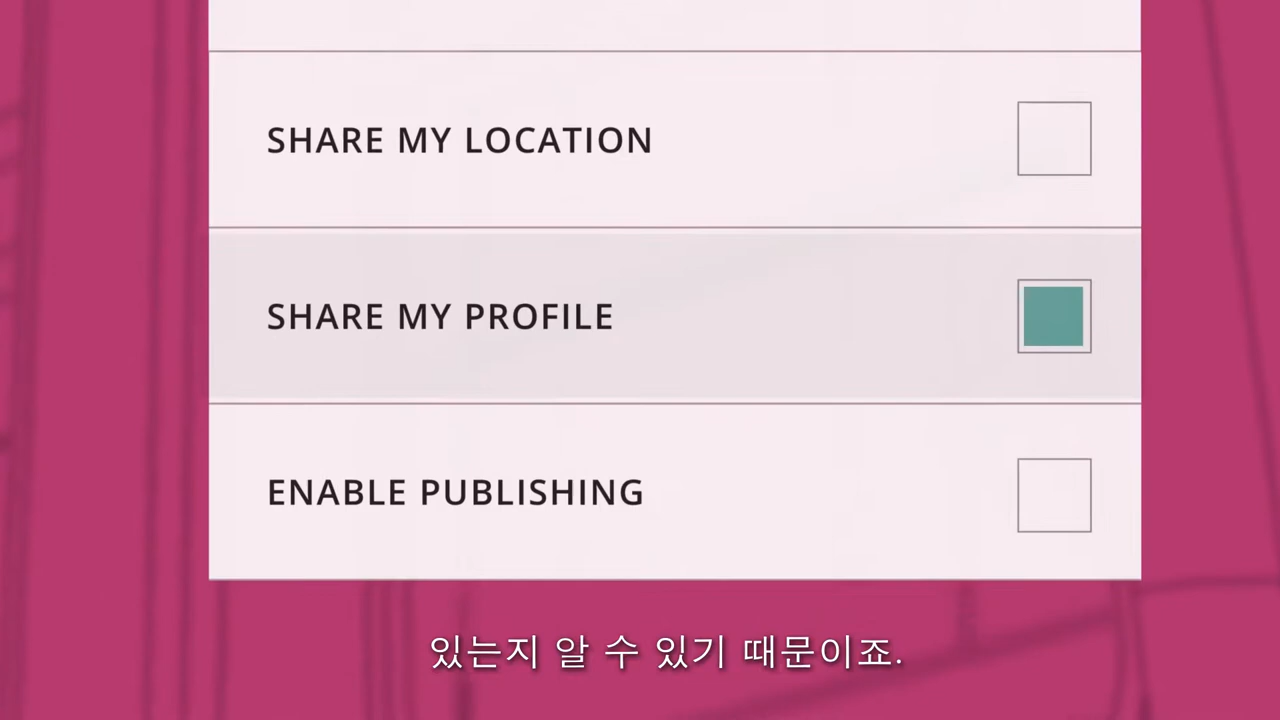 SHARE MY LOCATION
SHARE MY PROFILE
ENABLE PUBLISHING
있는지 알 수 있기 때문이죠.